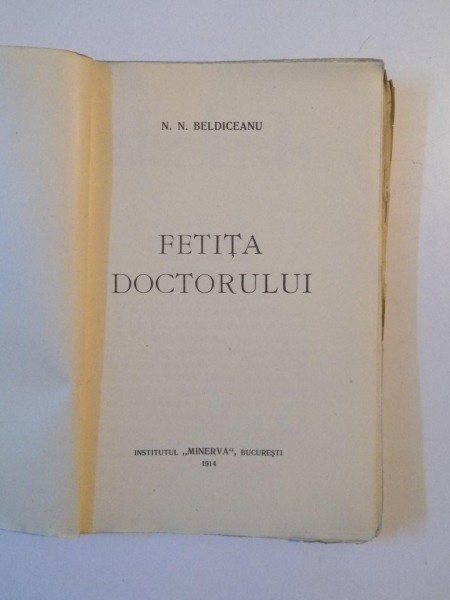 N. N. BELDICEANU
FETIȚA
DOCTORULUI
INSTITUTUL „MINERVA”, BUCUREȘTI
1914